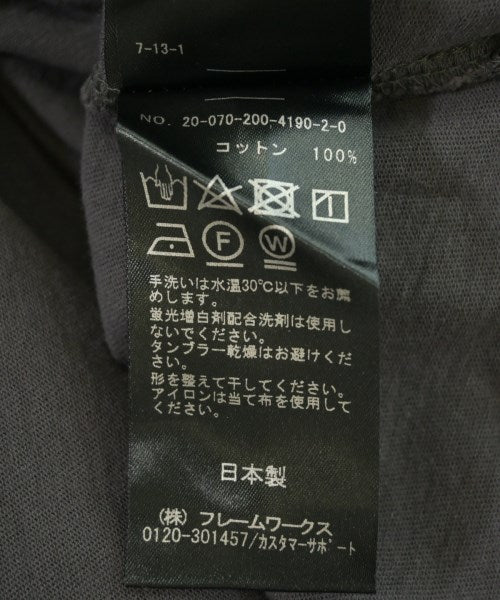 7-13-1
NO. 20-070-200-4190-2-0
コットン 100%
F W
手洗いは水温30℃以下をお薦
めします。
蛍光増白剤配合洗剤は使用し
ないでください。
タンブラー乾燥はお避けくだ
さい。
形を整えて干してください。
アイロンは当て布を使用して
ください。
日本製
(株) フレームワークス
0120-301457/カスタマーサポート